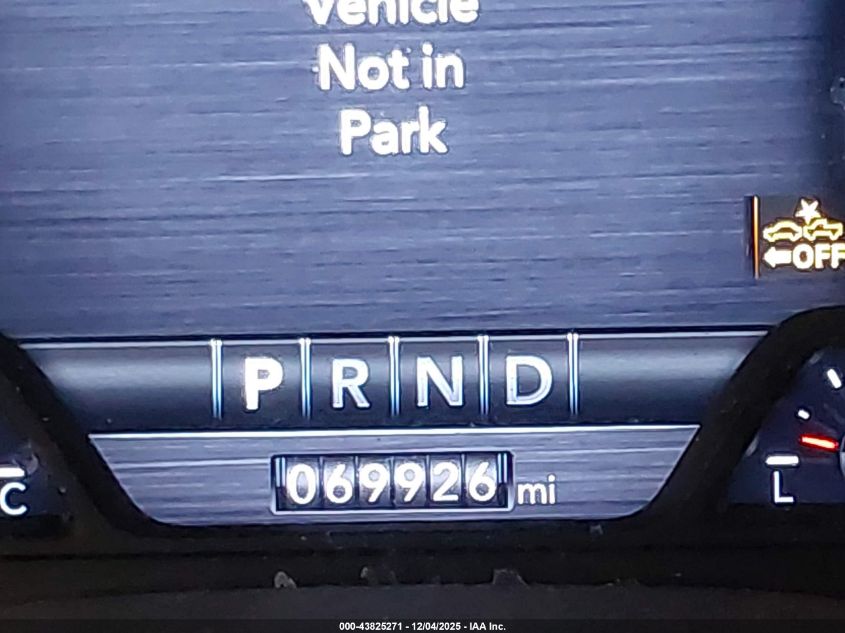 Vehicle
Not in
Park
←OFF
P R N D
069926 mi
C
L
000-43825271 - 12/04/2025 - IAA Inc.